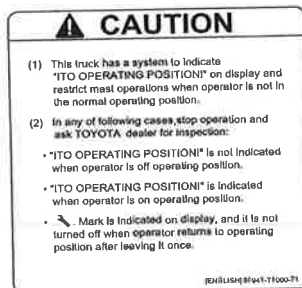 CAUTION
(1) This truck has a system to indicate
"!TO OPERATING POSITION!" on display and
restrict mast operations when operator is not in
the normal operating position.
(2) In any of following cases,stop operation and
ask TOYOTA dealer for inspection:
• "!TO OPERATING POSITION!" is not indicated
when operator is off operating position.
• "!TO OPERATING POSITION!" is indicated
when operator is on operating position.
• Mark is indicated on display, and it is not
turned off when operator returns to operating
position after leaving it once.
[ENGLISH]